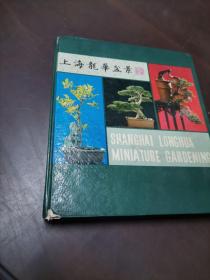 上海龍華盆景
SHANGHAI LONGHUA
MINIATURE GARDENING